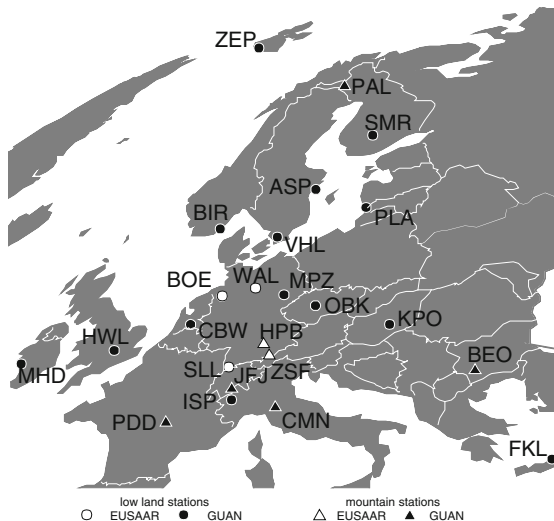 ZEP
PAL
SMR
ASP
BIR
PLA
VHL
BOE
WAL
MPZ
OBK
HWL
CBW
HPB
KPO
MHD
SLL
JFJ
ZSF
BEO
ISP
PDD
CMN
FKL
low land stations mountain stations
EUSAAR GUAN EUSAAR GUAN